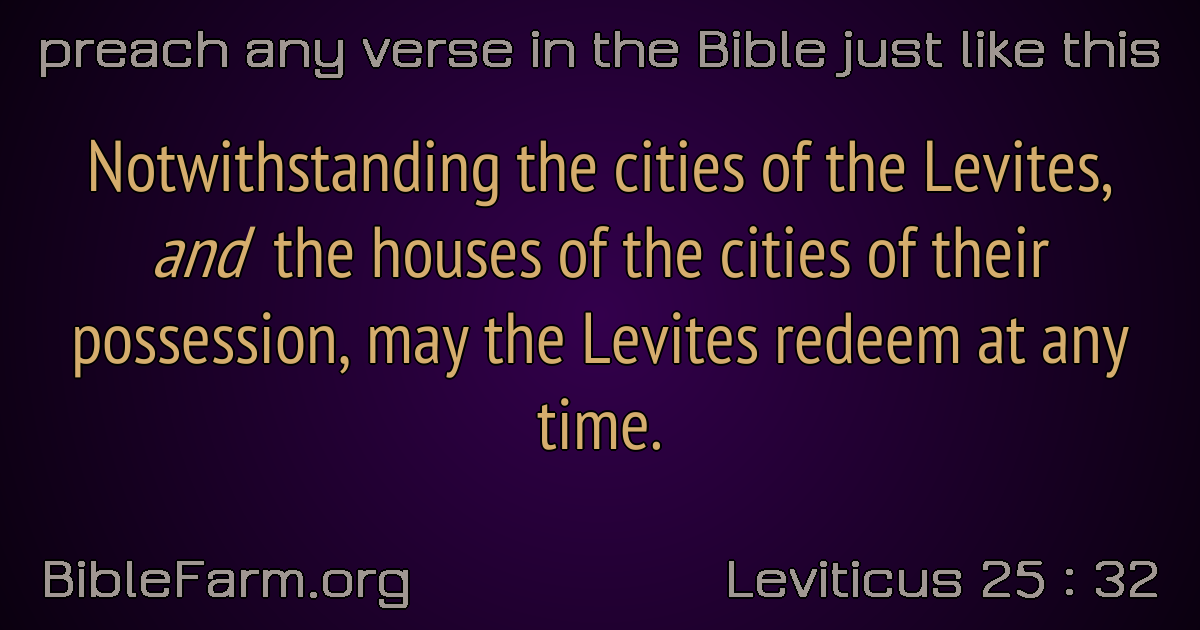 preach any verse in the Bible just like this
Notwithstanding the cities of the Levites,
and the houses of the cities of their
possession, may the Levites redeem at any
time.
BibleFarm.org
Leviticus 25 : 32